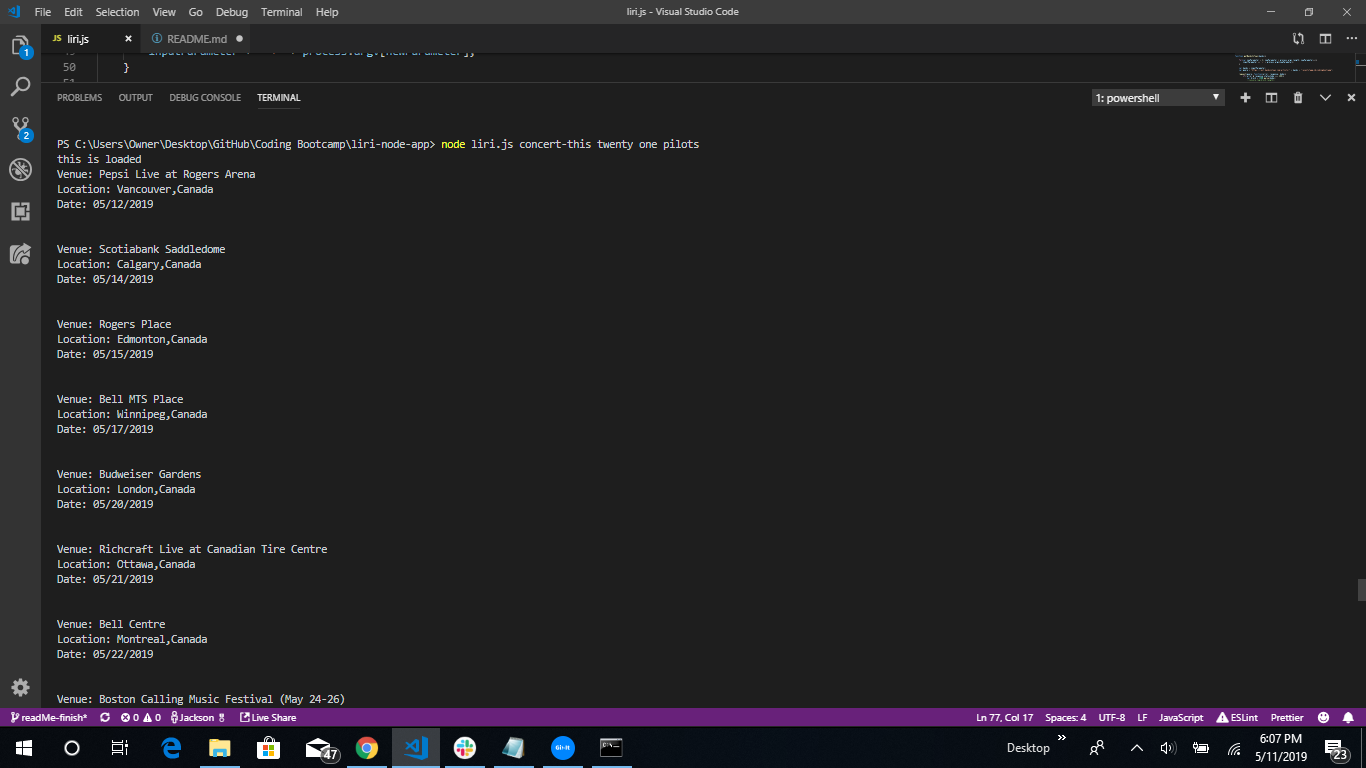 File Edit Selection View Go Debug Terminal Help
liri.js - Visual Studio Code
JS liri.js
README.md
50 }
PROBLEMS OUTPUT DEBUG CONSOLE TERMINAL
1: powershell
PS C:\Users\Owner\Desktop\GitHub\Coding Bootcamp\liri-node-app> node liri.js concert-this twenty one pilots
this is loaded
Venue: Pepsi Live at Rogers Arena
Location: Vancouver,Canada
Date: 05/12/2019
Venue: Scotiabank Saddledome
Location: Calgary,Canada
Date: 05/14/2019
Venue: Rogers Place
Location: Edmonton,Canada
Date: 05/15/2019
Venue: Bell MTS Place
Location: Winnipeg,Canada
Date: 05/17/2019
Venue: Budweiser Gardens
Location: London,Canada
Date: 05/20/2019
Venue: Richcraft Live at Canadian Tire Centre
Location: Ottawa,Canada
Date: 05/21/2019
Venue: Bell Centre
Location: Montreal,Canada
Date: 05/22/2019
Venue: Boston Calling Music Festival (May 24-26)
1
2
readMe-finish* 0 0 Jackson Live Share
Ln 77, Col 17 Spaces: 4 UTF-8 LF JavaScript ESLint Prettier
47
Git-It
Desktop
6:07 PM
5/11/2019
23